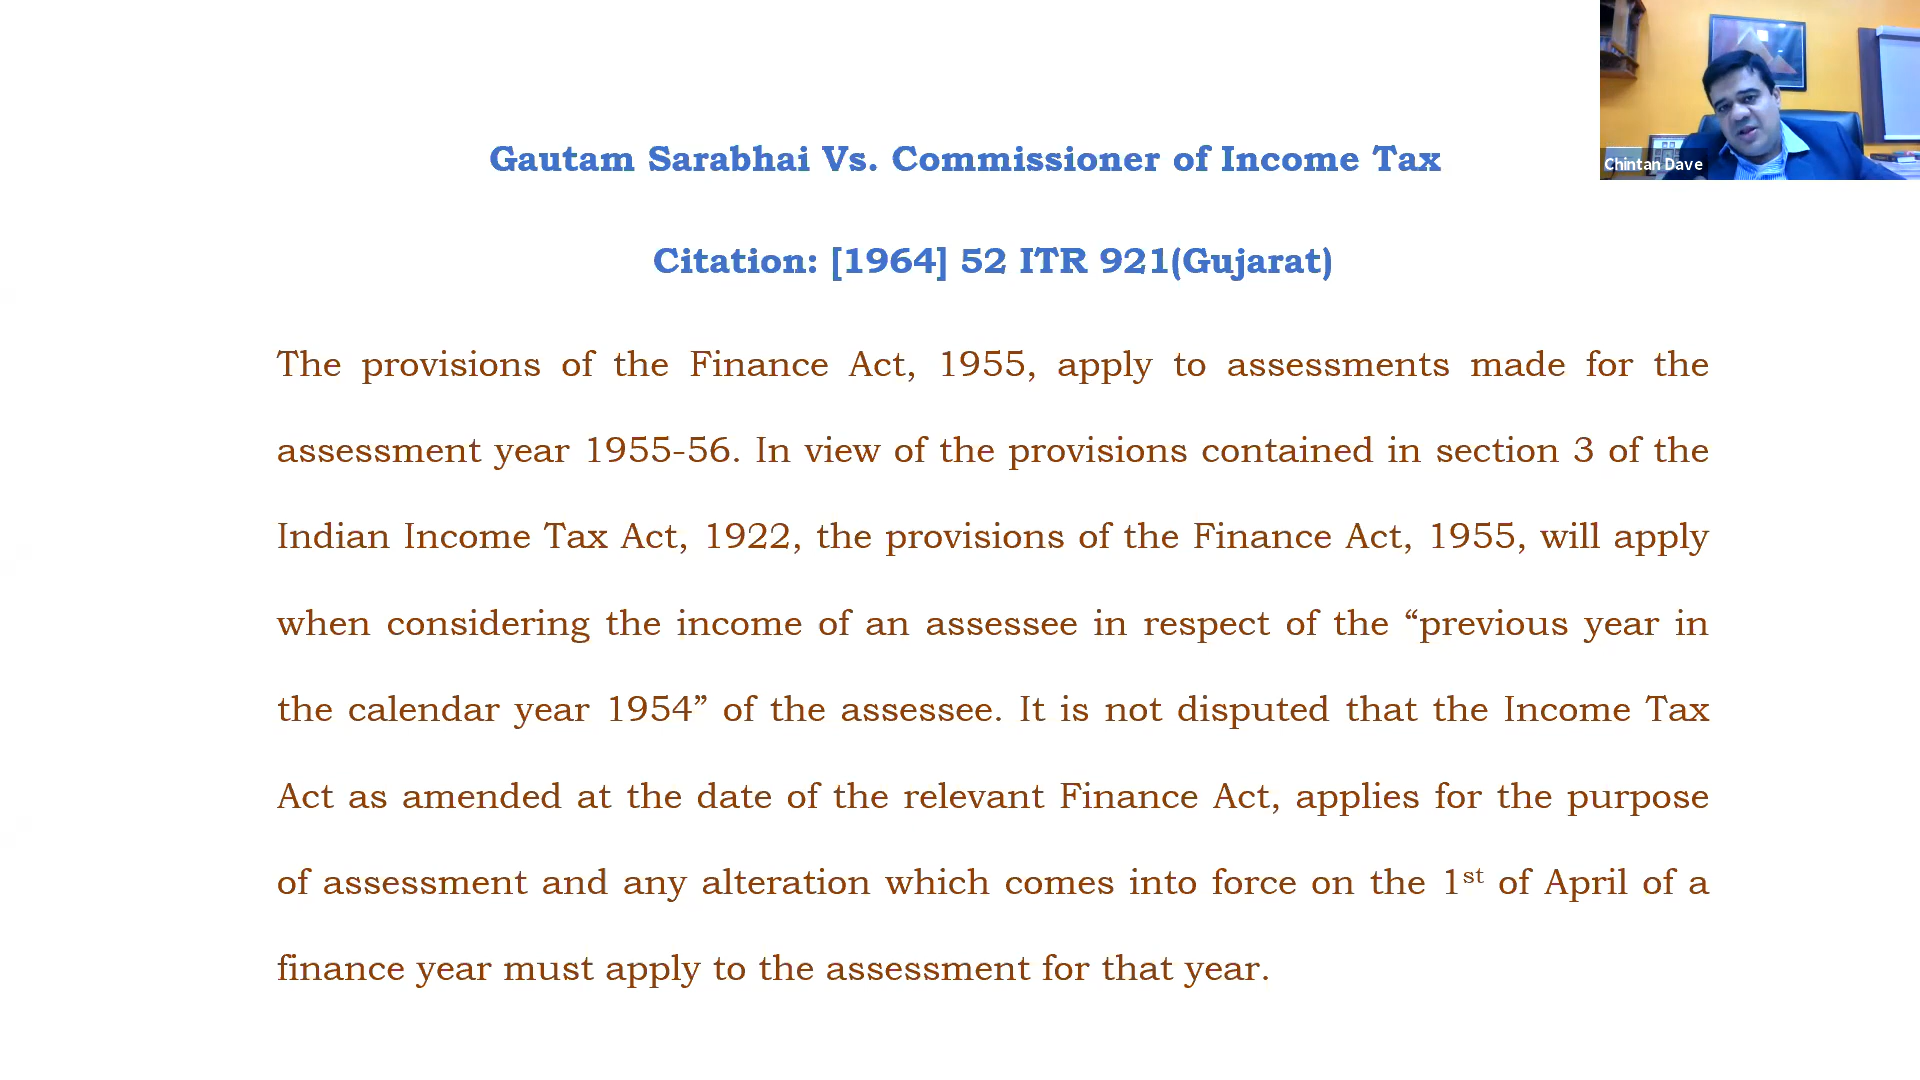 Gautam Sarabhai Vs. Commissioner of Income Tax
Chintan Dave
Citation: [1964] 52 ITR 921(Gujarat)
The provisions of the Finance Act, 1955, apply to assessments made for the
assessment year 1955-56. In view of the provisions contained in section 3 of the
Indian Income Tax Act, 1922, the provisions of the Finance Act, 1955, will apply
when considering the income of an assessee in respect of the “previous year in
the calendar year 1954” of the assessee. It is not disputed that the Income Tax
Act as amended at the date of the relevant Finance Act, applies for the purpose
of assessment and any alteration which comes into force on the 1st of April of a
finance year must apply to the assessment for that year.